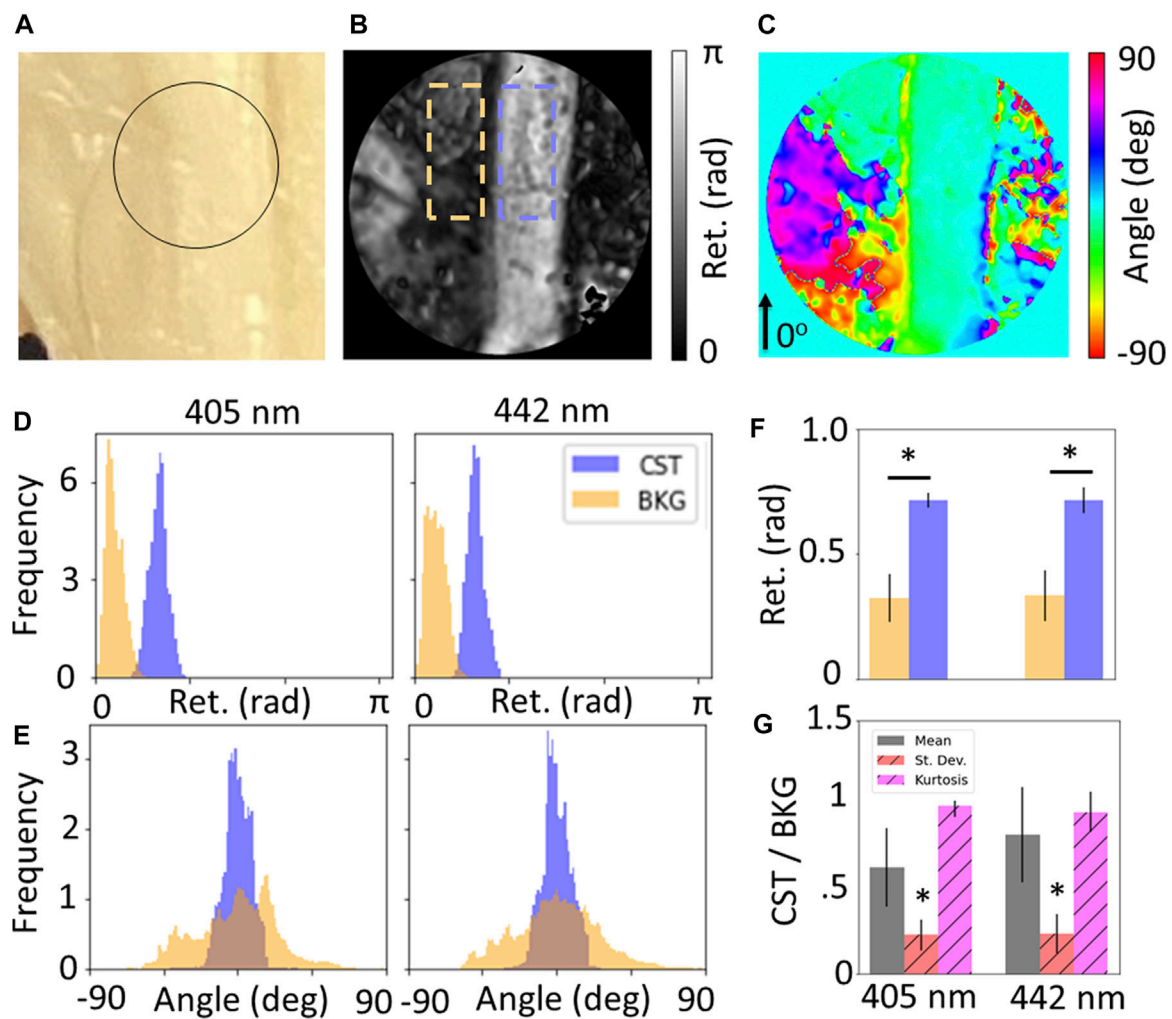 A
B
C
π
Ret. (rad)
0
90
Angle (deg)
-90
0°
D
405 nm
442 nm
CST
BKG
Frequency
6
3
0
0
Ret. (rad)
π
0
Ret. (rad)
π
E
Frequency
3
2
1
0
-90
Angle (deg)
90
-90
Angle (deg)
90
F
Ret. (rad)
1.0
0.5
0
*
*
G
CST / BKG
1.5
1
.5
0
Mean
St. Dev.
Kurtosis
*
*
405 nm
442 nm